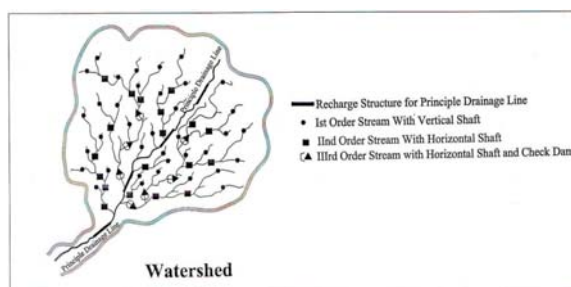 Principle Drainage Line
Recharge Structure for Principle Drainage Line
Ist Order Stream With Vertical Shaft
IInd Order Stream With Horizontal Shaft
IIIrd Order Stream with Horizontal Shaft and Check Dam
Principle Drainage Line
Watershed